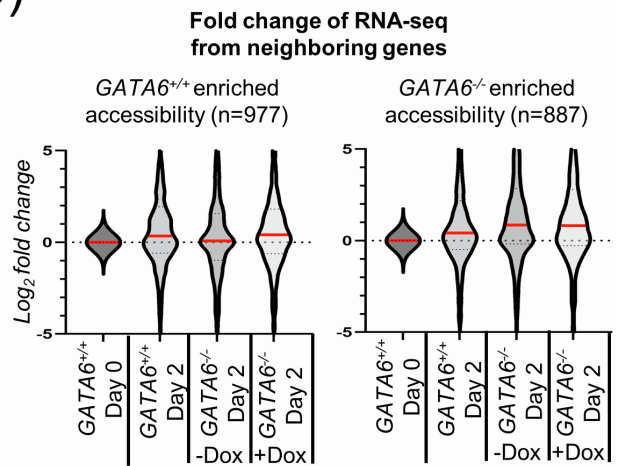 )
Fold change of RNA-seq
from neighboring genes
GATA6+/+ enriched
accessibility (n=977)
GATA6-/- enriched
accessibility (n=887)
Log2 fold change
5
0
-5
5
0
-5
GATA6+/+
Day 0
GATA6+/+
Day 2
GATA6-/-
Day 2
-Dox
GATA6-/-
Day 2
+Dox
GATA6+/+
Day 0
GATA6+/+
Day 2
GATA6-/-
Day 2
-Dox
GATA6-/-
Day 2
+Dox